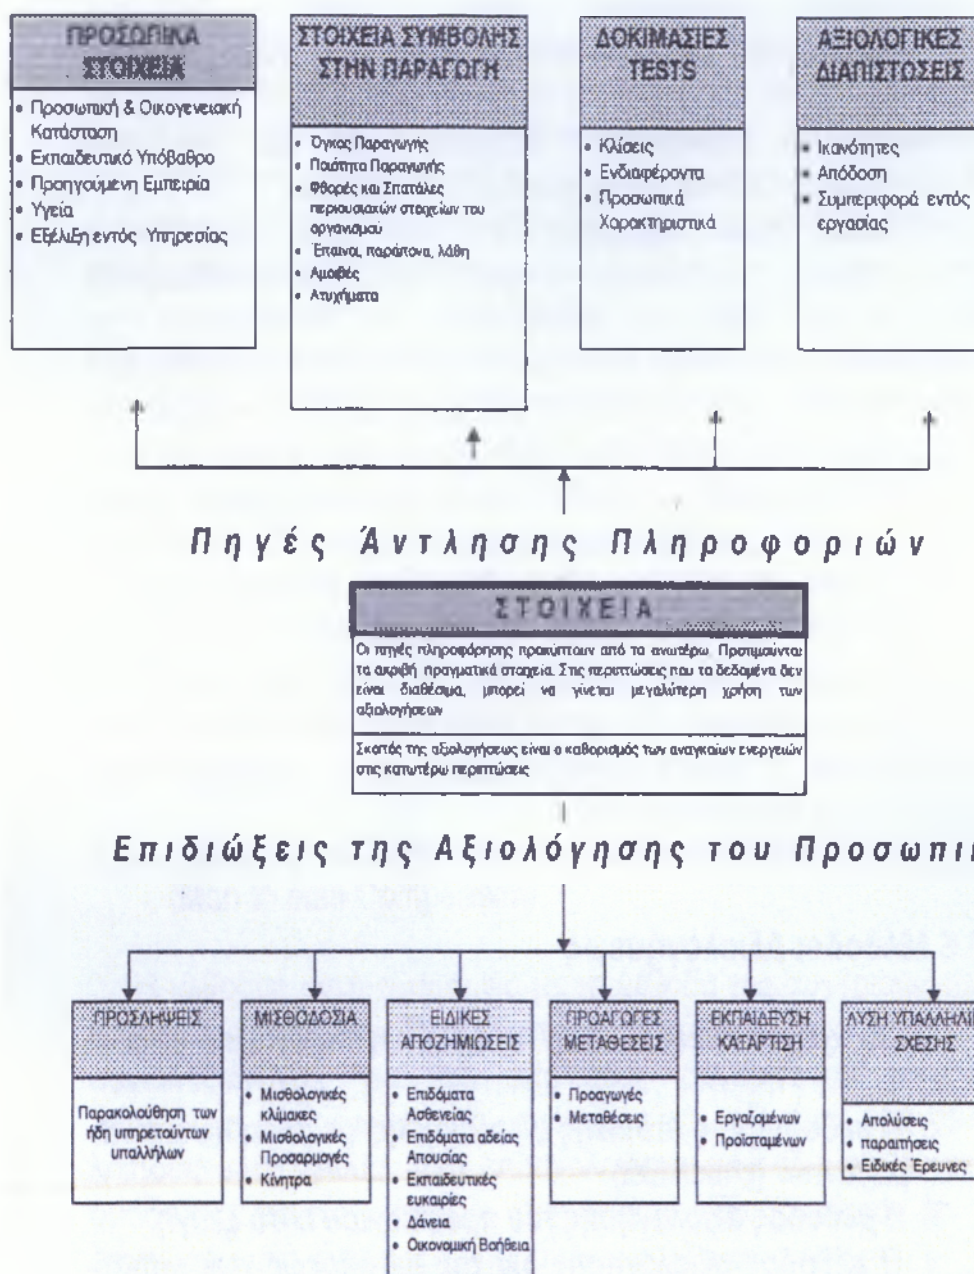 ΠΡΟΣΩΠΙΚΑ
ΣΤΟΙΧΕΙΑ
• Προσωπική & Οικογενειακή
Κατάσταση
• Εκπαιδευτικό Υπόβαθρο
• Προηγούμενη Εμπειρία
• Υγεία
• Εξέλιξη εντός Υπηρεσίας
ΣΤΟΙΧΕΙΑ ΣΥΜΒΟΛΗΣ
ΣΤΗΝ ΠΑΡΑΓΩΓΗ
• Όγκος Παραγωγής
• Ποιότητα Παραγωγής
• Φθορές και Σπατάλες
περιουσιακών στοιχείων του
οργανισμού
• Έπαινοι, παράπονα, λάθη
• Αμοιβές
• Ατυχήματα
ΔΟΚΙΜΑΣΙΕΣ
TESTS
• Κλίσεις
• Ενδιαφέροντα
• Προσωπικά
Χαρακτηριστικά
ΑΞΙΟΛΟΓΙΚΕΣ
ΔΙΑΠΙΣΤΩΣΕΙΣ
▪ Ικανότητες
▪ Απόδοση
▪ Συμπεριφορά εντός
εργασίας
Πηγές Άντλησης Πληροφοριών
ΣΤΟΙΧΕΙΑ
Οι πηγές πληροφόρησης προκύπτουν από τα ανωτέρω. Προτιμούνται
τα ακριβή πραγματικά στοιχεία. Στις περιπτώσεις που τα δεδομένα δεν
είναι διαθέσιμα, μπορεί να γίνεται μεγαλύτερη χρήση των
αξιολογήσεων
Σκοπός της αξιολογήσεως είναι ο καθορισμός των αναγκαίων ενεργειών
στις κατωτέρω περιπτώσεις
Επιδιώξεις της Αξιολόγησης του Προσωπι
ΠΡΟΣΛΗΨΕΙΣ
Παρακολούθηση των
ήδη υπηρετούντων
υπαλλήλων
ΜΙΣΘΟΔΟΣΙΑ
• Μισθολογικές
κλίμακες
• Μισθολογικές
Προσαρμογές
• Κίνητρα
ΕΙΔΙΚΕΣ
ΑΠΟΖΗΜΙΩΣΕΙΣ
• Επιδόματα
Ασθενείας
• Επιδόματα αδείας
Απουσίας
• Εκπαιδευτικές
ευκαιρίες
• Δάνεια
• Οικονομική Βοήθεια
ΠΡΟΑΓΩΓΕΣ
ΜΕΤΑΘΕΣΕΙΣ
• Προαγωγές
• Μεταθέσεις
ΕΚΠΑΙΔΕΥΣΗ
ΚΑΤΑΡΤΙΣΗ
• Εργαζομένων
• Προϊσταμένων
ΛΥΣΗ ΥΠΑΛΛΗΛΙ
ΣΧΕΣΗΣ
• Απολύσεις
• παραιτήσεις
• Ειδικές Έρευνες